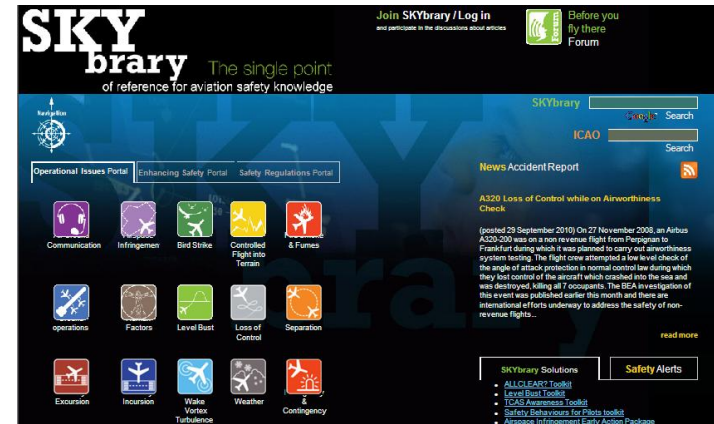 SKY
brary
The single point
of reference for aviation safety knowledge
Join SKYbrary / Log in
and participate in the discussions about articles
Forum
Before you
fly there
Forum
Navigation
SKYbrary
Google Search
ICAO
Search
Operational Issues Portal
Enhancing Safety Portal
Safety Regulations Portal
News Accident Report
A320 Loss of Control while on Airworthiness
Check
(posted 29 September 2010) On 27 November 2008, an Airbus
A320-200 was on a non revenue flight from Perpignan to
Frankfurt during which it was planned to carry out airworthiness
system testing. The flight crew attempted a low level check of
the angle of attack protection in normal control law during which
they lost control of the aircraft which crashed into the sea and
was destroyed, killing all 7 occupants. The BEA investigation of
this event was published earlier this month and there are
international efforts underway to address the safety of non-
revenue flights...
read more
Communication
Infringemen
Bird Strike
Controlled
Flight into
Terrain
& Fumes
operations
Factors
Level Bust
Loss of
Control
Separation
Excursion
Incursion
Wake
Vortex
Turbulence
Weather
&
Contingency
SKYbrary Solutions
Safety Alerts
ALLCLEAR? Toolkit
Level Bust Toolkit
TCAS Awareness Toolkit
Safety Behaviours for Pilots toolkit
Airspace Infringement Early Action Package